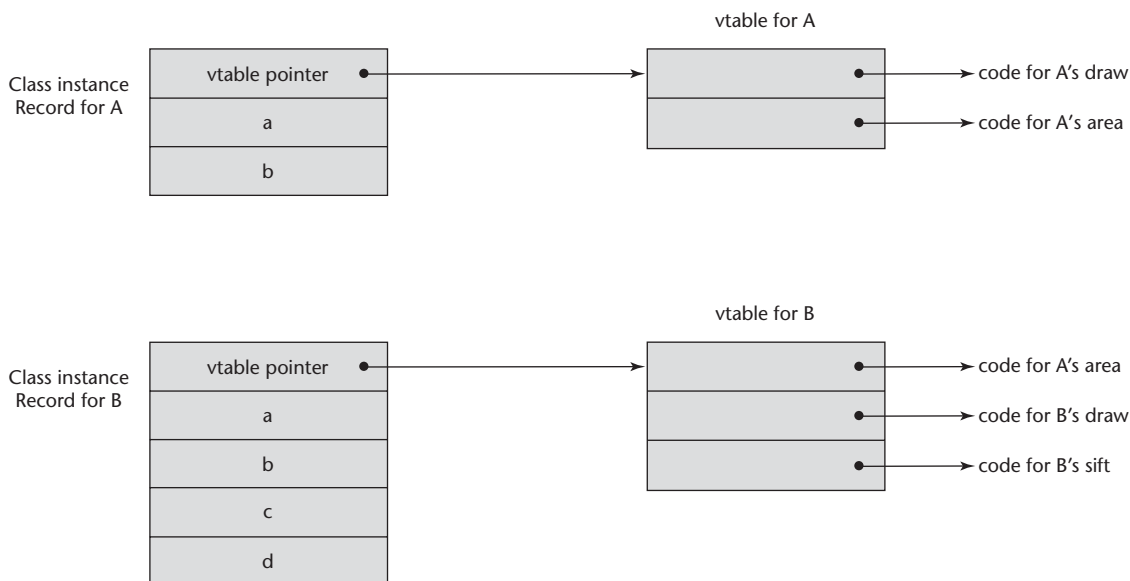 vtable for A
Class instance
Record for A
vtable pointer
a
b
code for A’s draw
code for A’s area
vtable for B
Class instance
Record for B
vtable pointer
a
b
c
d
code for A’s area
code for B’s draw
code for B’s sift